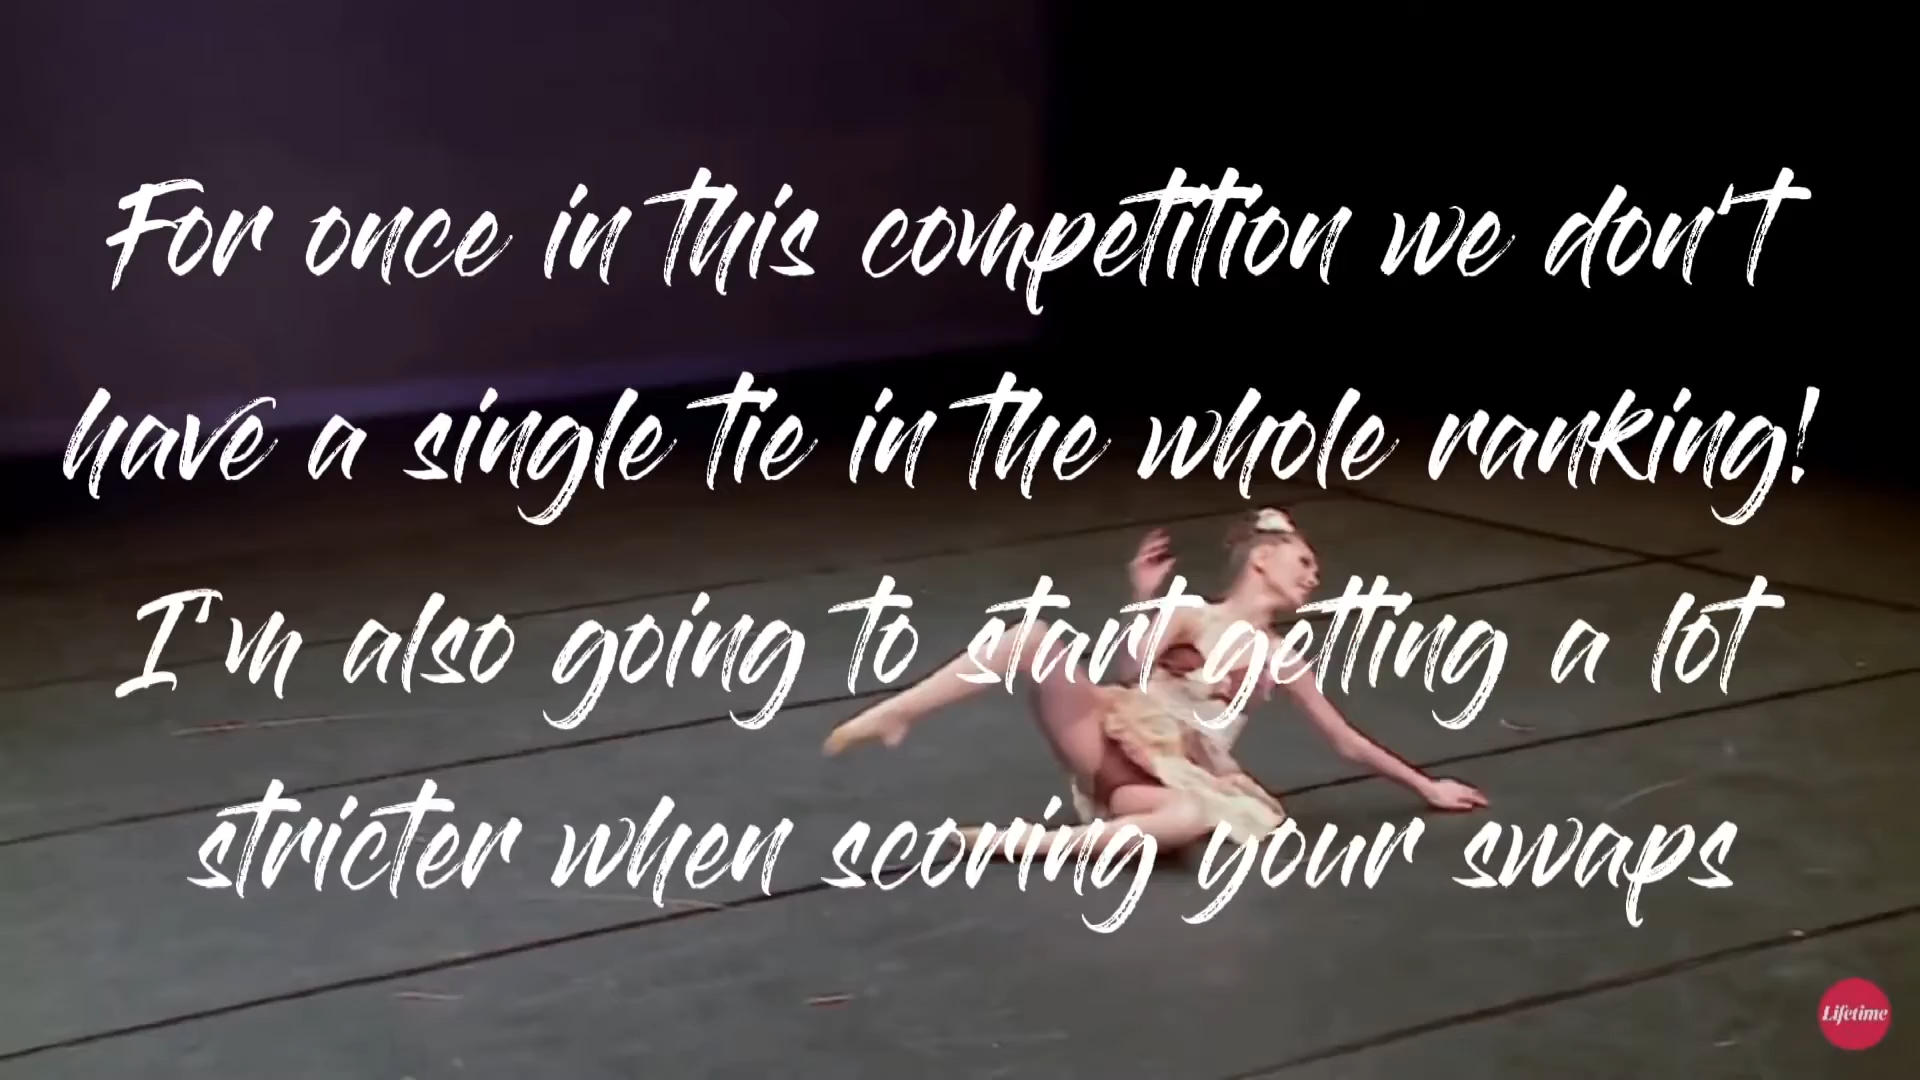 For once in this competition we don't
have a single tie in the whole ranking!
I'm also going to start getting a lot
stricter when scoring your swaps
Lifetime